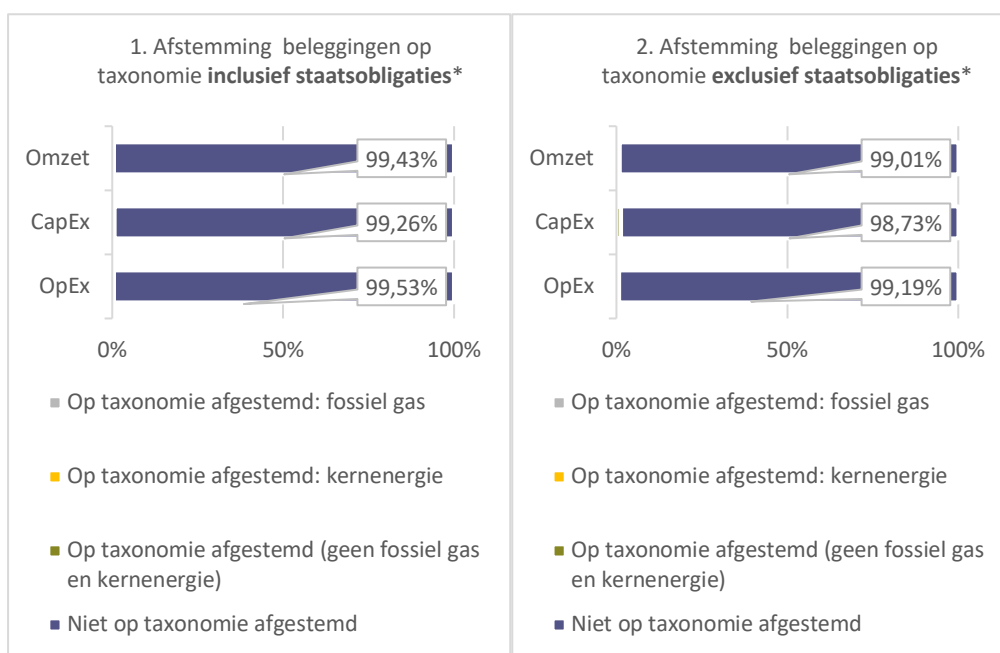 1. Afstemming beleggingen op
taxonomie inclusief staatsobligaties*
Omzet
99,43%
CapEx
99,26%
OpEx
99,53%
0%
50%
100%
Op taxonomie afgestemd: fossiel gas
Op taxonomie afgestemd: kernenergie
Op taxonomie afgestemd (geen fossiel gas
en kernenergie)
Niet op taxonomie afgestemd
2. Afstemming beleggingen op
taxonomie exclusief staatsobligaties*
Omzet
99,01%
CapEx
98,73%
OpEx
99,19%
0%
50%
100%
Op taxonomie afgestemd: fossiel gas
Op taxonomie afgestemd: kernenergie
Op taxonomie afgestemd (geen fossiel gas
en kernenergie)
Niet op taxonomie afgestemd